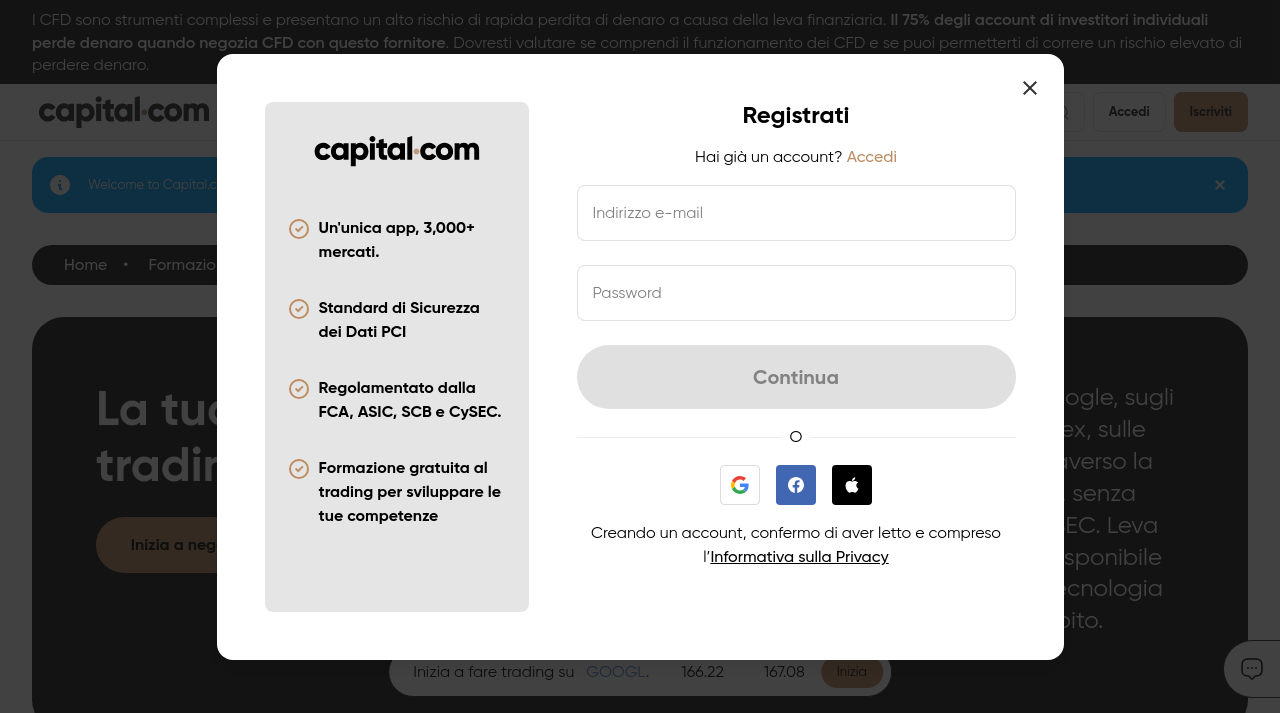 I CFD sono strumenti complessi e presentano un alto rischio di rapida perdita di denaro a causa della leva finanziaria. Il 75% degli account di investitori individuali
perde denaro quando negozia CFD con questo fornitore. Dovresti valutare se comprendi il funzionamento dei CFD e se puoi permetterti di correre un rischio elevato di
perdere denaro.
capital.com
Accedi
Iscriviti
Welcome to Capital.c
Home • Formazio
La tuo
tradin
Inizia a neg
ogle, sugli
ex, sulle
averso la
senza
EC. Leva
sponibile
ecnologia
bito.
Inizia a fare trading su GOOGL. 166.22 167.08 Inizia
capital.com
Un'unica app, 3,000+
mercati.
Standard di Sicurezza
dei Dati PCI
Regolamentato dalla
FCA, ASIC, SCB e CySEC.
Formazione gratuita al
trading per sviluppare le
tue competenze
Registrati
Hai già un account? Accedi
Indirizzo e-mail
Password
Continua
O
Creando un account, confermo di aver letto e compreso
l’Informativa sulla Privacy